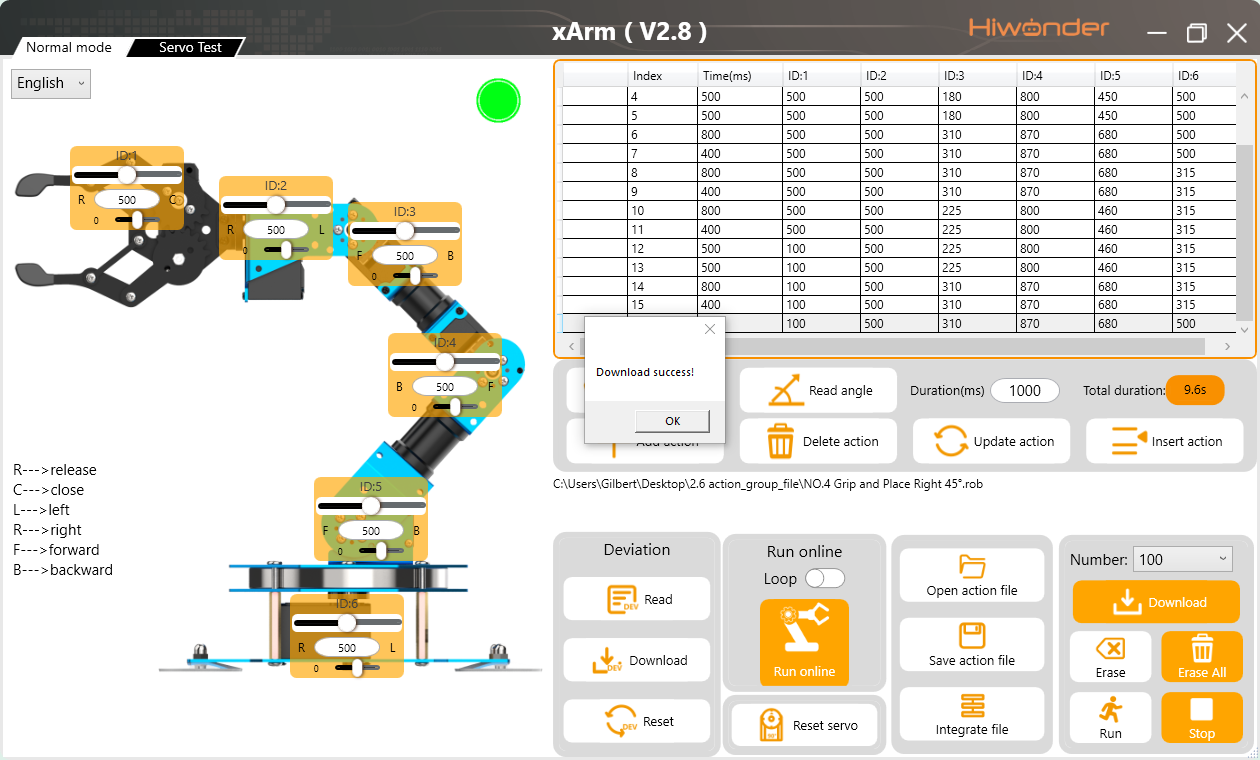 xArm ( V2.8 )
Hiwonder
Normal mode
Servo Test
English
ID:1
R 500 C
0
ID:2
R 500 L
0
ID:3
F 500 B
0
ID:4
B 500 F
0
ID:5
F 500 B
0
ID:6
R 500 L
0
R--->release
C--->close
L--->left
R--->right
F--->forward
B--->backward
Index Time(ms) ID:1 ID:2 ID:3 ID:4 ID:5 ID:6
4 500 500 500 180 800 450 500
5 500 500 500 180 800 450 500
6 800 500 500 310 870 680 500
7 400 500 500 310 870 680 500
8 800 500 500 310 870 680 315
9 400 500 500 310 870 680 315
10 800 500 500 225 800 460 315
11 400 500 500 225 800 460 315
12 500 100 500 225 800 460 315
13 500 100 500 225 800 460 315
14 800 100 500 310 870 680 315
15 400 100 500 310 870 680 315
100 500 310 870 680 500
Download success!
OK
Read angle
Duration(ms) 1000
Total duration: 9.6s
Add action
Delete action
Update action
Insert action
C:\Users\Gilbert\Desktop\2.6 action_group_file\NO.4 Grip and Place Right 45°.rob
Deviation
DEV Read
DEV Download
DEV Reset
Run online
Loop
Run online
Reset servo
Open action file
Save action file
Integrate file
Number: 100
Download
Erase
Erase All
Run
Stop